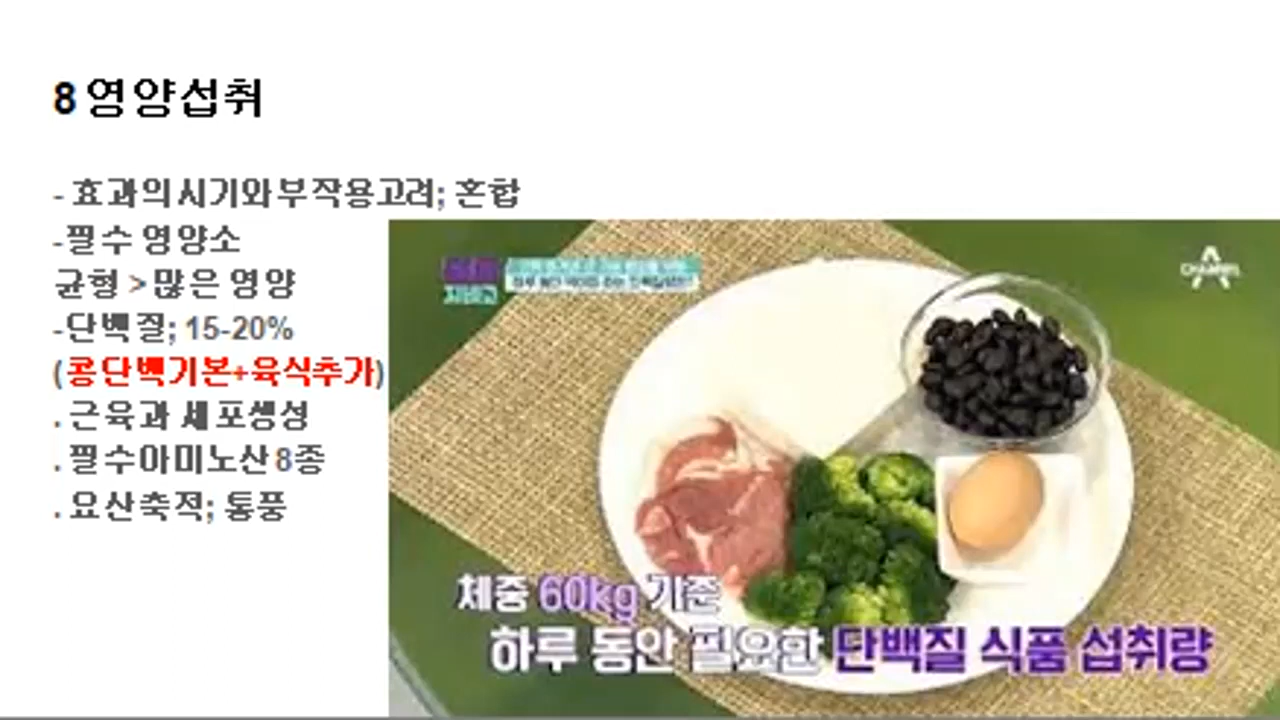 8 영양섭취
- 효과의시기와부작용고려; 혼합
-필수 영양소
균형 > 많은 영양
-단백질; 15-20%
(콩단백기본+육식추가)
. 근육과 세포생성
. 필수아미노산8종
. 요산축적; 통풍
체중 60kg 기준
하루 동안 필요한 단백질 식품 섭취량